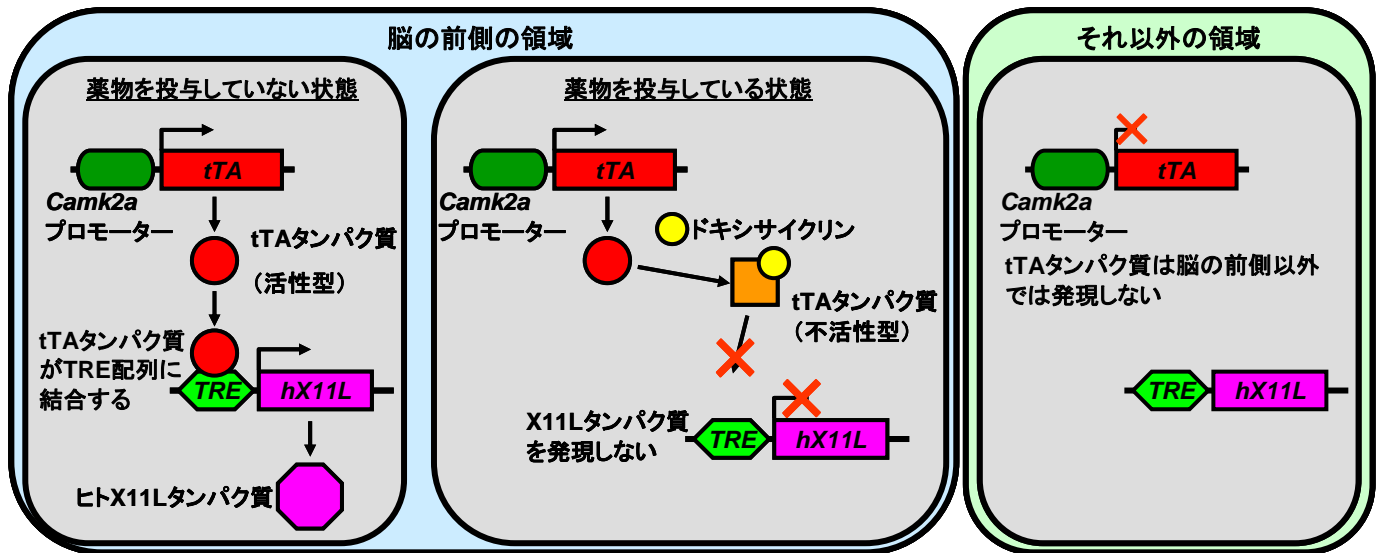 脳の前側の領域
薬物を投与していない状態
tTA
Camk2a
プロモーター
tTAタンパク質
（活性型）
tTAタンパク質
がTRE配列に
結合する
TRE
hX11L
ヒトX11Lタンパク質
薬物を投与している状態
tTA
Camk2a
プロモーター
ドキシサイクリン
tTAタンパク質
（不活性型）
X11Lタンパク質
を発現しない
TRE
hX11L
それ以外の領域
tTA
Camk2a
プロモーター
tTAタンパク質は脳の前側以外
では発現しない
TRE
hX11L